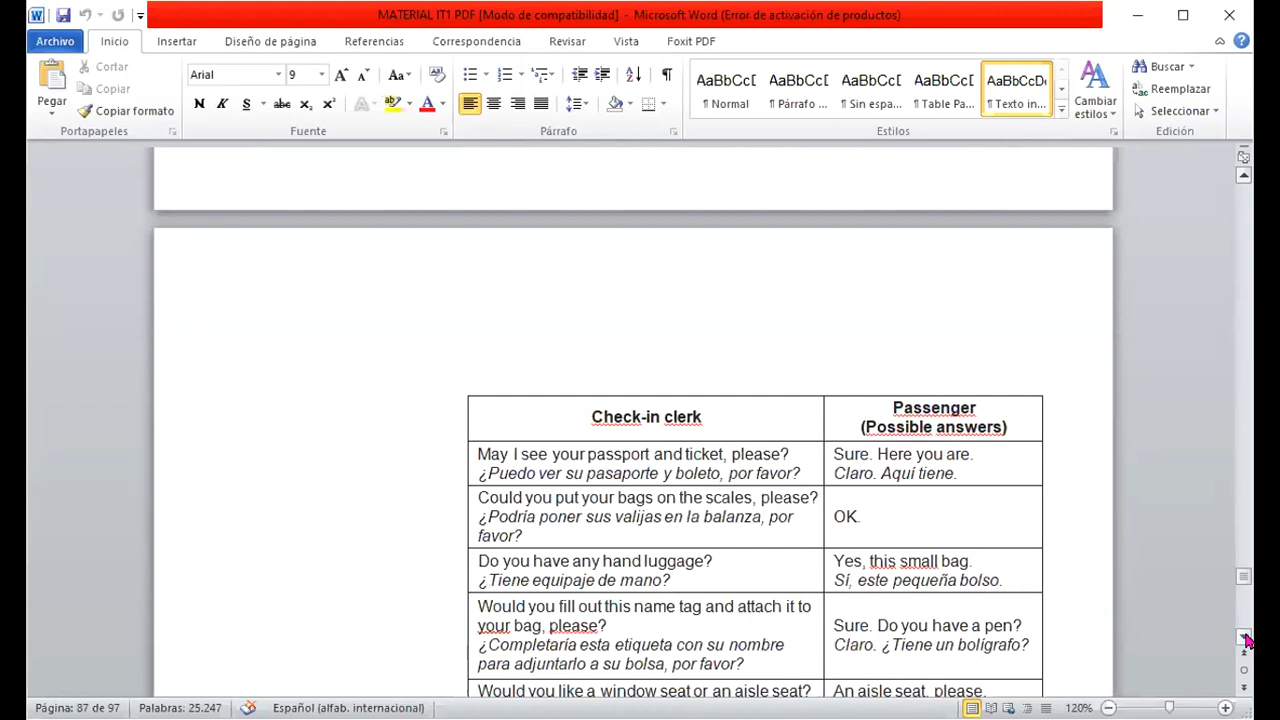 MATERIAL IT1 PDF [Modo de compatibilidad] - Microsoft Word (Error de activación de productos)
Archivo Inicio Insertar Diseño de página Referencias Correspondencia Revisar Vista Foxit PDF
Pegar
Cortar
Copiar
Copiar formato
Portapapeles
Arial 9
Aa
N K S abc x₂ x² A A
Fuente
Párrafo
AaBbCc[ AaBbCc[ AaBbCc[ AaBbCc[ AaBbCcDc
¶ Normal ¶ Párrafo ... ¶ Sin espa... ¶ Table Pa... ¶ Texto in...
Cambiar
estilos
Estilos
Buscar
Reemplazar
Seleccionar
Edición
Check-in clerk
Passenger
(Possible answers)
May I see your passport and ticket, please?
¿Puedo ver su pasaporte y boleto, por favor?
Sure. Here you are.
Claro. Aquí tiene.
Could you put your bags on the scales, please?
¿Podría poner sus valijas en la balanza, por
favor?
OK.
Do you have any hand luggage?
¿Tiene equipaje de mano?
Yes, this small bag.
Sí, este pequeña bolso.
Would you fill out this name tag and attach it to
your bag, please?
¿Completaría esta etiqueta con su nombre
para adjuntarlo a su bolsa, por favor?
Sure. Do you have a pen?
Claro. ¿Tiene un bolígrafo?
Would you like a window seat or an aisle seat?
An aisle seat, please.
Página: 87 de 97 Palabras: 25.247 Español (alfab. internacional) 120%